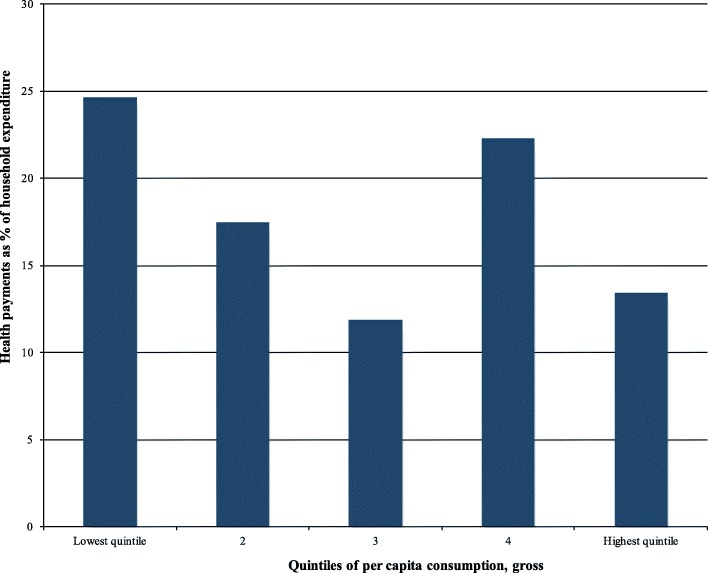 Health payments as % of household expenditure
30
25
20
15
10
5
0
Lowest quintile 2 3 4 Highest quintile
Quintiles of per capita consumption, gross